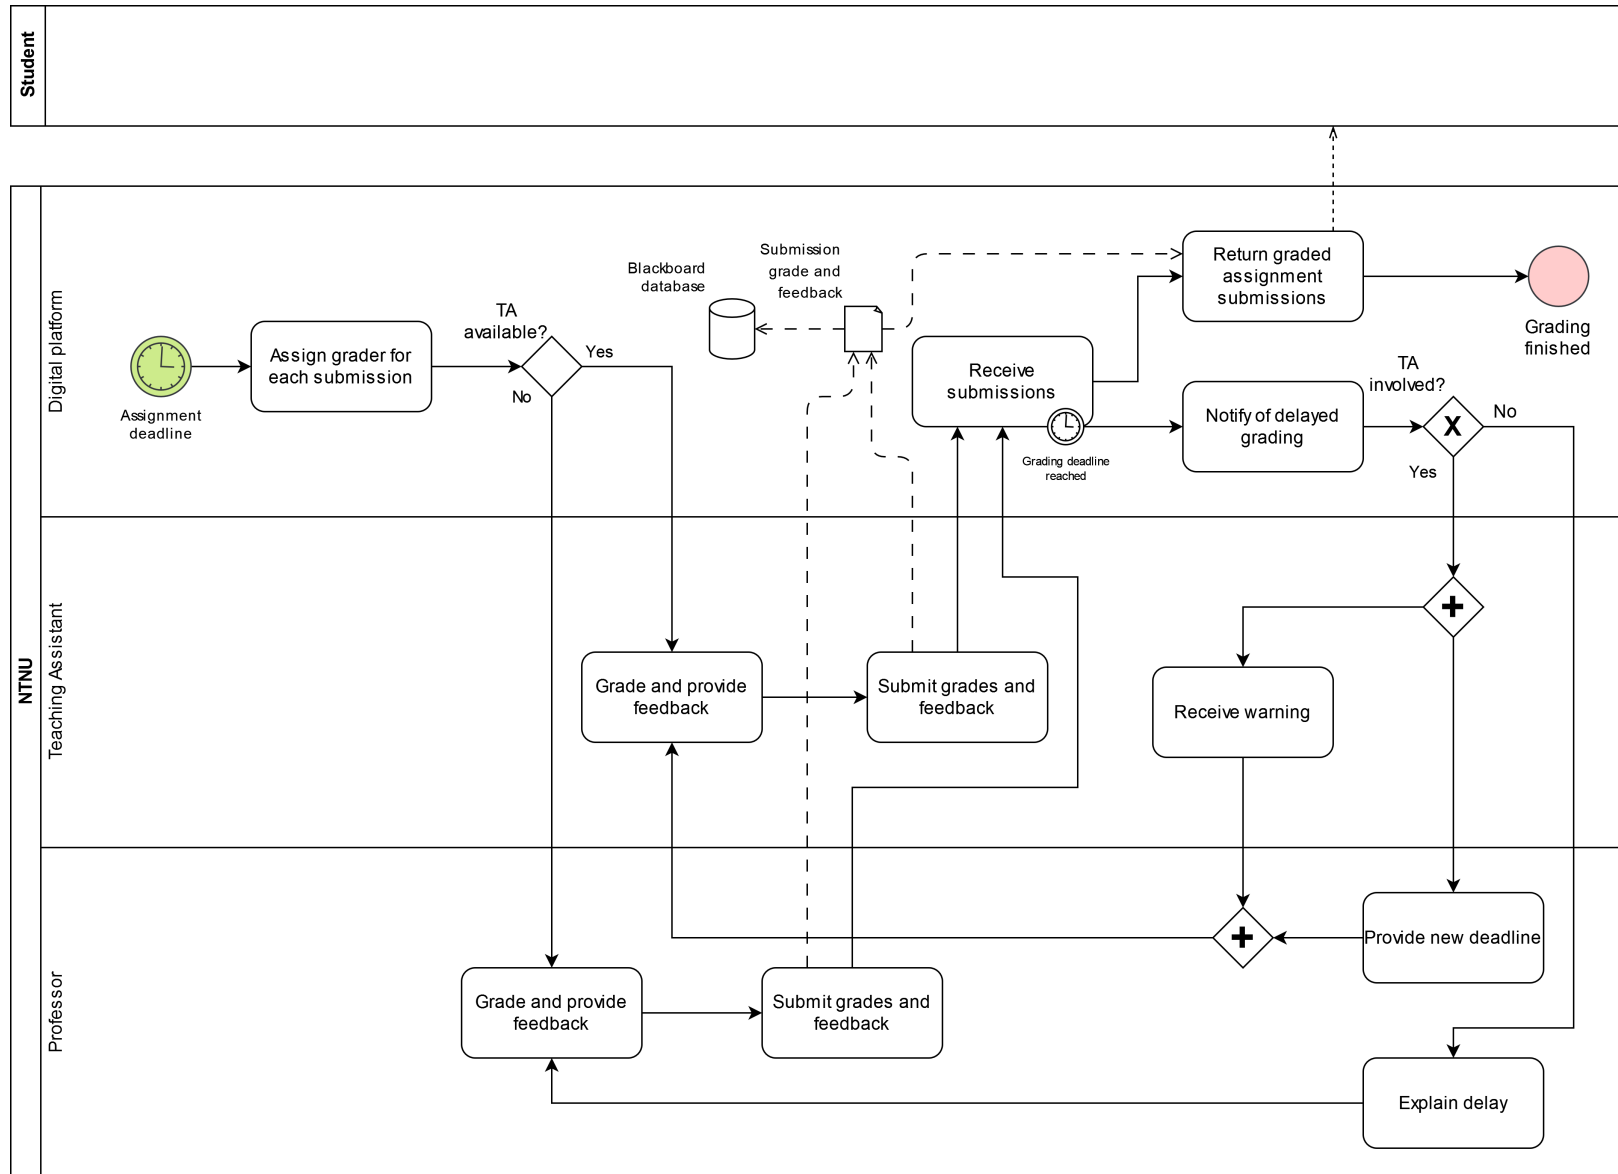 Student
NTNU
Digital platform
Teaching Assistant
Professor
Assignment
deadline
Assign grader for
each submission
TA
available?
Yes
No
Blackboard
database
Submission
grade and
feedback
Receive
submissions
Grading deadline
reached
Return graded
assignment
submissions
Grading
finished
Notify of delayed
grading
TA
involved?
X
No
Yes
Grade and provide
feedback
Submit grades and
feedback
Receive warning
Provide new deadline
Grade and provide
feedback
Submit grades and
feedback
Explain delay